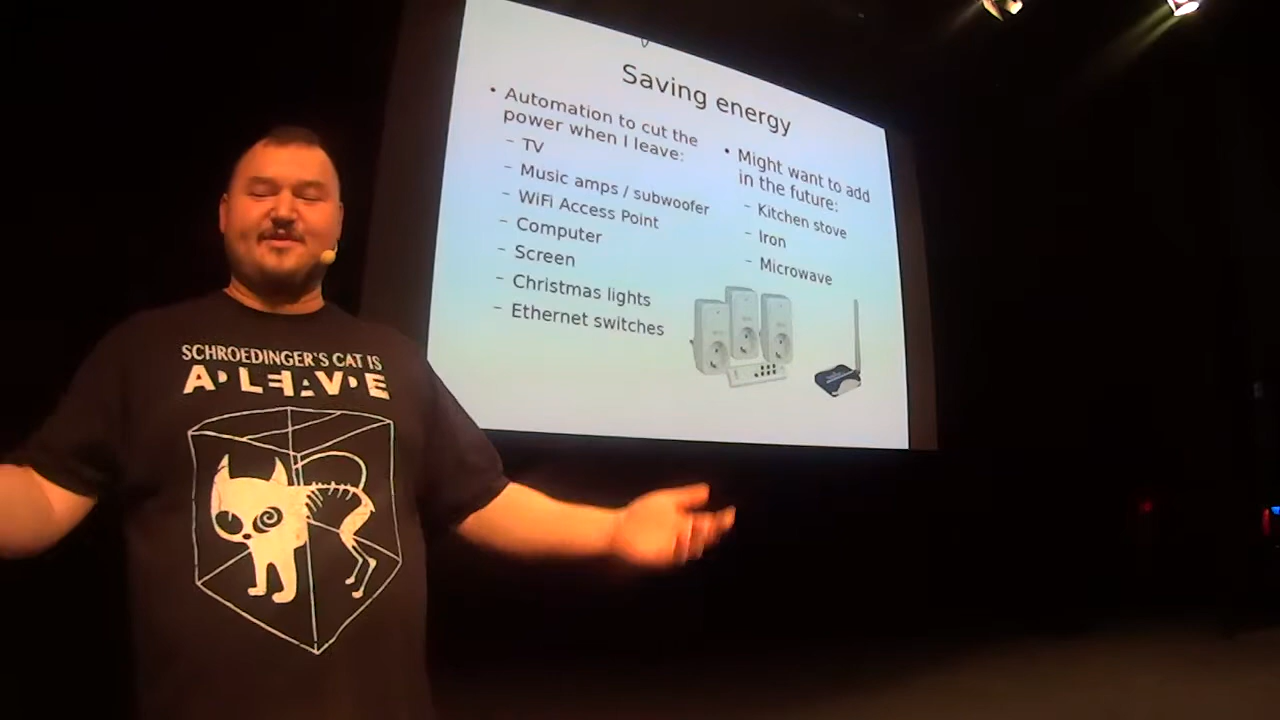 Saving energy
• Automation to cut the
power when I leave:
– TV
– Music amps / subwoofer
– WiFi Access Point
– Computer
– Screen
– Christmas lights
– Ethernet switches
• Might want to add
in the future:
– Kitchen stove
– Iron
– Microwave
SCHROEDINGER'S CAT IS